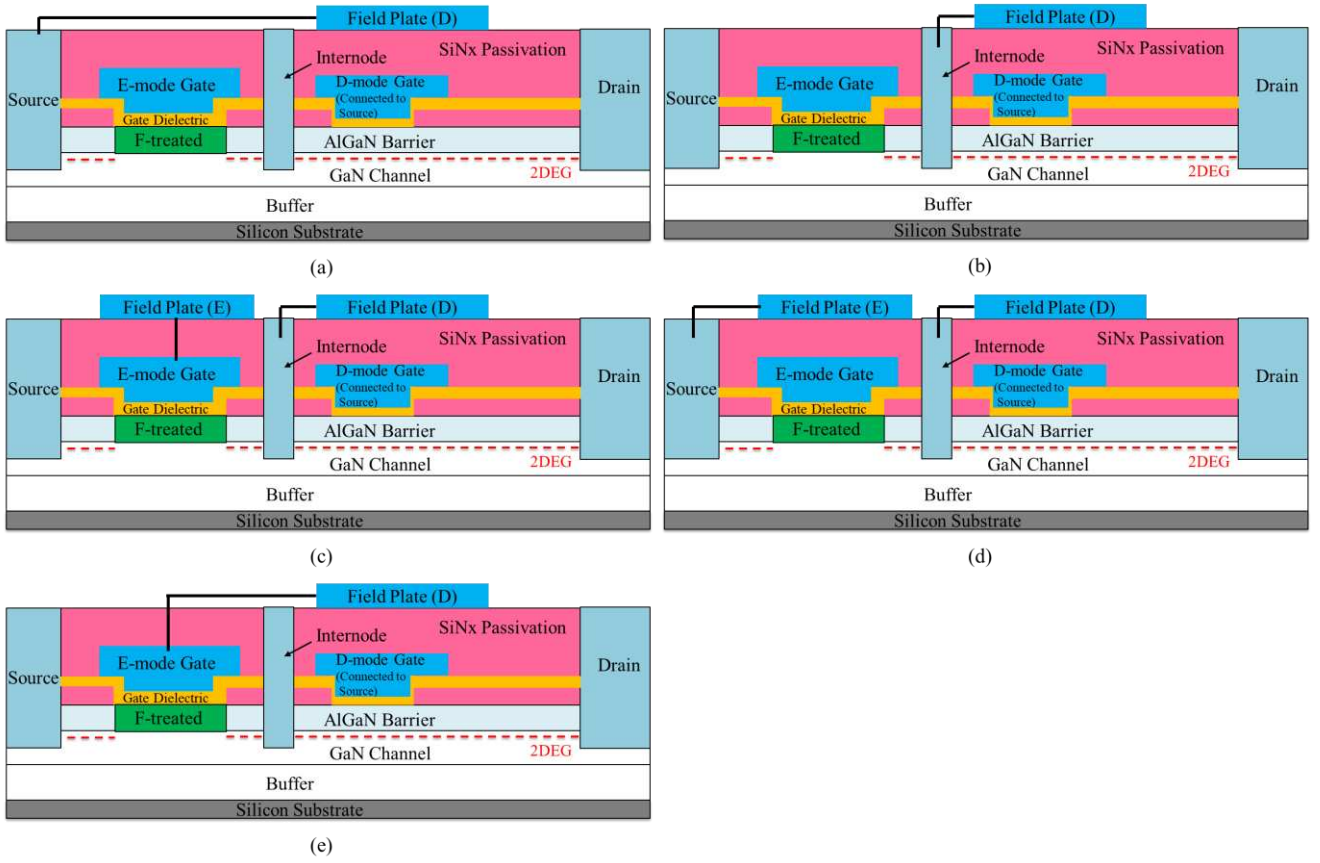 Field Plate (D)
SiNx Passivation
Internode
E-mode Gate
D-mode Gate
(Connected to
Source)
Source
Drain
Gate Dielectric
F-treated
AlGaN Barrier
2DEG
GaN Channel
Buffer
Silicon Substrate
(a)
Field Plate (D)
SiNx Passivation
Internode
E-mode Gate
D-mode Gate
(Connected to
Source)
Source
Drain
Gate Dielectric
F-treated
AlGaN Barrier
2DEG
GaN Channel
Buffer
Silicon Substrate
(b)
Field Plate (E)
Field Plate (D)
SiNx Passivation
Internode
E-mode Gate
D-mode Gate
(Connected to
Source)
Source
Drain
Gate Dielectric
F-treated
AlGaN Barrier
2DEG
GaN Channel
Buffer
Silicon Substrate
(c)
Field Plate (E)
Field Plate (D)
SiNx Passivation
Internode
E-mode Gate
D-mode Gate
(Connected to
Source)
Source
Drain
Gate Dielectric
F-treated
AlGaN Barrier
2DEG
GaN Channel
Buffer
Silicon Substrate
(d)
Field Plate (D)
SiNx Passivation
Internode
E-mode Gate
D-mode Gate
(Connected to
Source)
Source
Drain
Gate Dielectric
F-treated
AlGaN Barrier
2DEG
GaN Channel
Buffer
Silicon Substrate
(e)